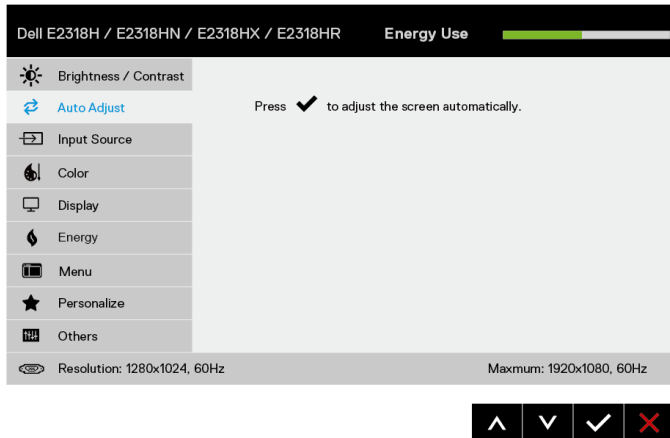 Dell E2318H / E2318HN / E2318HX / E2318HR Energy Use
Brightness / Contrast
Auto Adjust
Press to adjust the screen automatically.
Input Source
Color
Display
Energy
Menu
Personalize
Others
Resolution: 1280x1024, 60Hz
Maxmum: 1920x1080, 60Hz